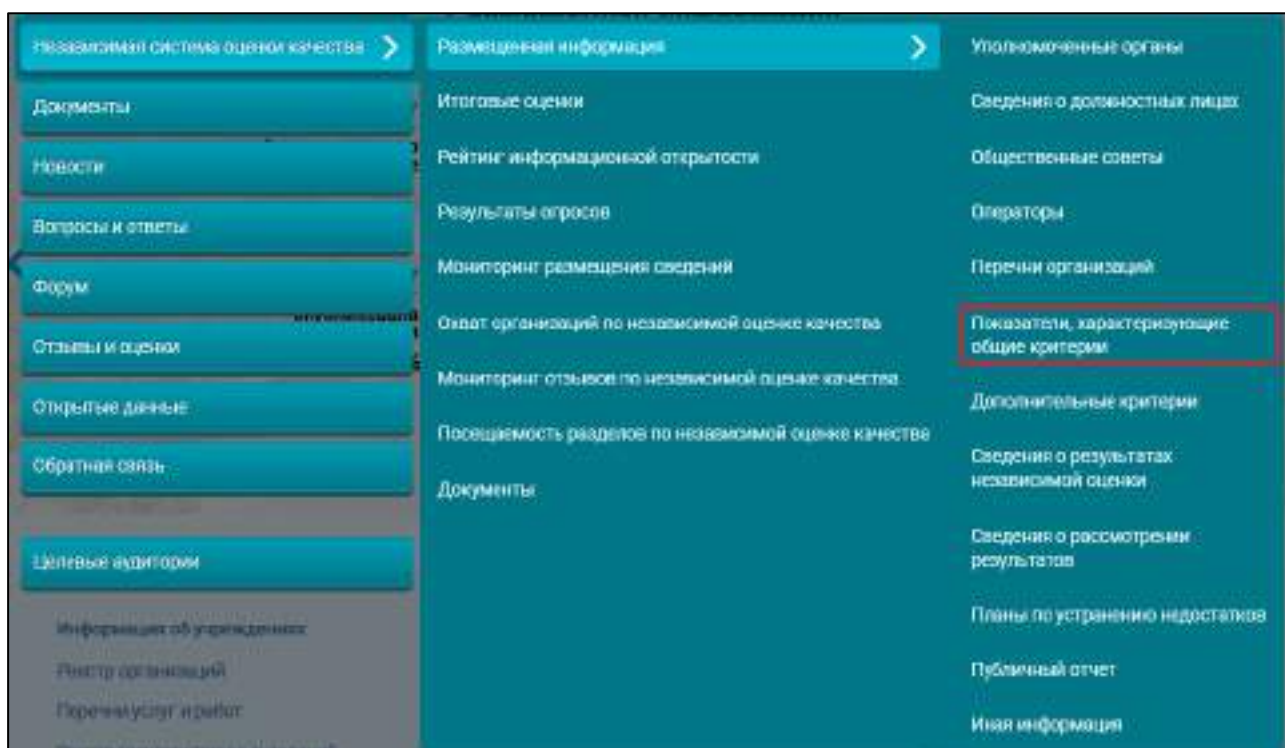 Независимая система оценки качества
Документы
Новости
Вопросы и ответы
Форум
Отзывы и оценки
Открытые данные
Обратная связь
Целевые аудитории
Информация об учреждениях
Реестр организаций
Перечни услуг и работ
Размещенная информация
Итоговые оценки
Рейтинг информационной открытости
Результаты опросов
Мониторинг размещения сведений
Охват организаций по независимой оценке качества
Мониторинг отзывов по независимой оценке качества
Посещаемость разделов по независимой оценке качества
Документы
Уполномоченные органы
Сведения о должностных лицах
Общественные советы
Операторы
Перечни организаций
Показатели, характеризующие
общие критерии
Дополнительные критерии
Сведения о результатах
независимой оценки
Сведения о рассмотрении
результатов
Планы по устранению недостатков
Публичный отчет
Иная информация